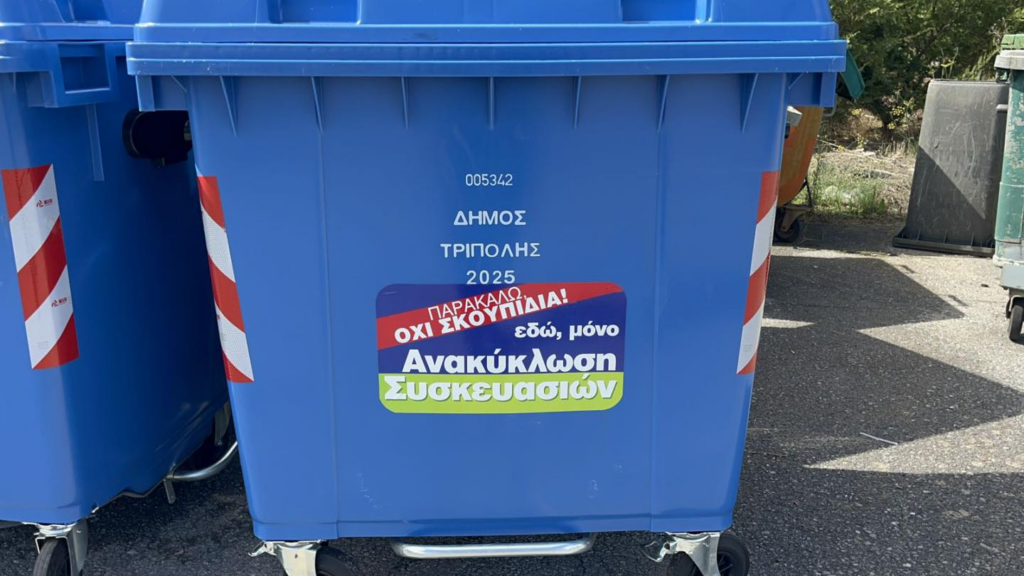 005342
ΔΗΜΟΣ
ΤΡΙΠΟΛΗΣ
2025
ΠΑΡΑΚΑΛΩ,
ΟΧΙ ΣΚΟΥΠΙΔΙΑ!
εδώ, μόνο
Ανακύκλωση
Συσκευασιών